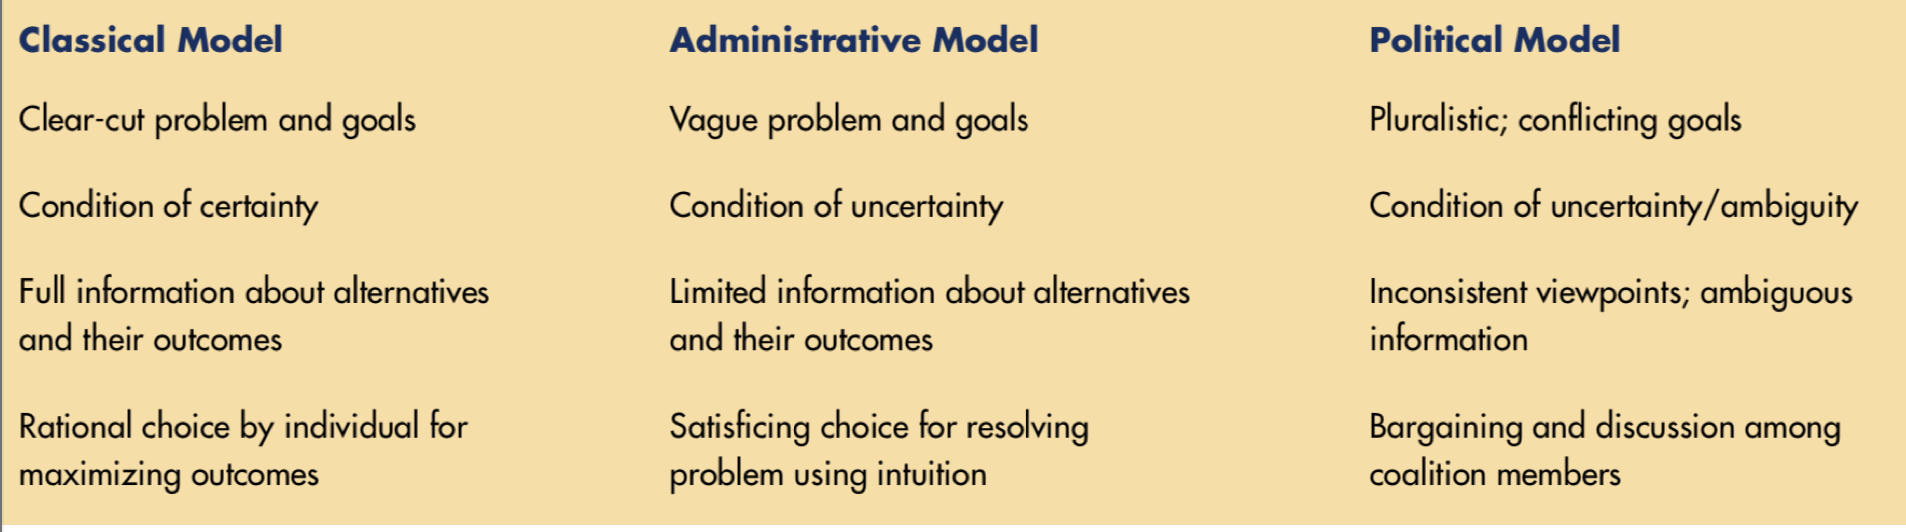 Classical Model
Administrative Model
Political Model
Clear-cut problem and goals
Vague problem and goals
Pluralistic; conflicting goals
Condition of certainty
Condition of uncertainty
Condition of uncertainty/ambiguity
Full information about alternatives
and their outcomes
Limited information about alternatives
and their outcomes
Inconsistent viewpoints; ambiguous
information
Rational choice by individual for
maximizing outcomes
Satisficing choice for resolving
problem using intuition
Bargaining and discussion among
coalition members